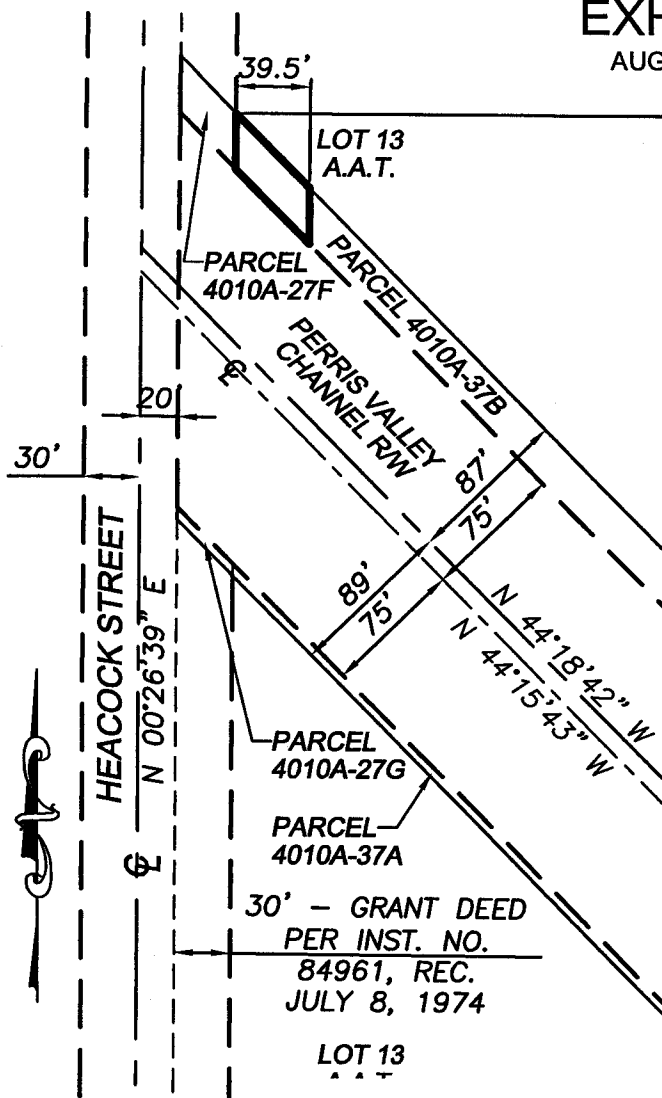 EXH
AUG
39.5'
LOT 13
A.A.T.
PARCEL
4010A-27F
PARCEL 4010A-37B
PERRIS VALLEY
CHANNEL R/W
20'
30'
87'
75'
89'
75'
HEACOCK STREET
N 00°26'39" E
N 44°18'42" W
N 44°15'43" W
PARCEL
4010A-27G
PARCEL
4010A-37A
30' - GRANT DEED
PER INST. NO.
84961, REC.
JULY 8, 1974
LOT 13